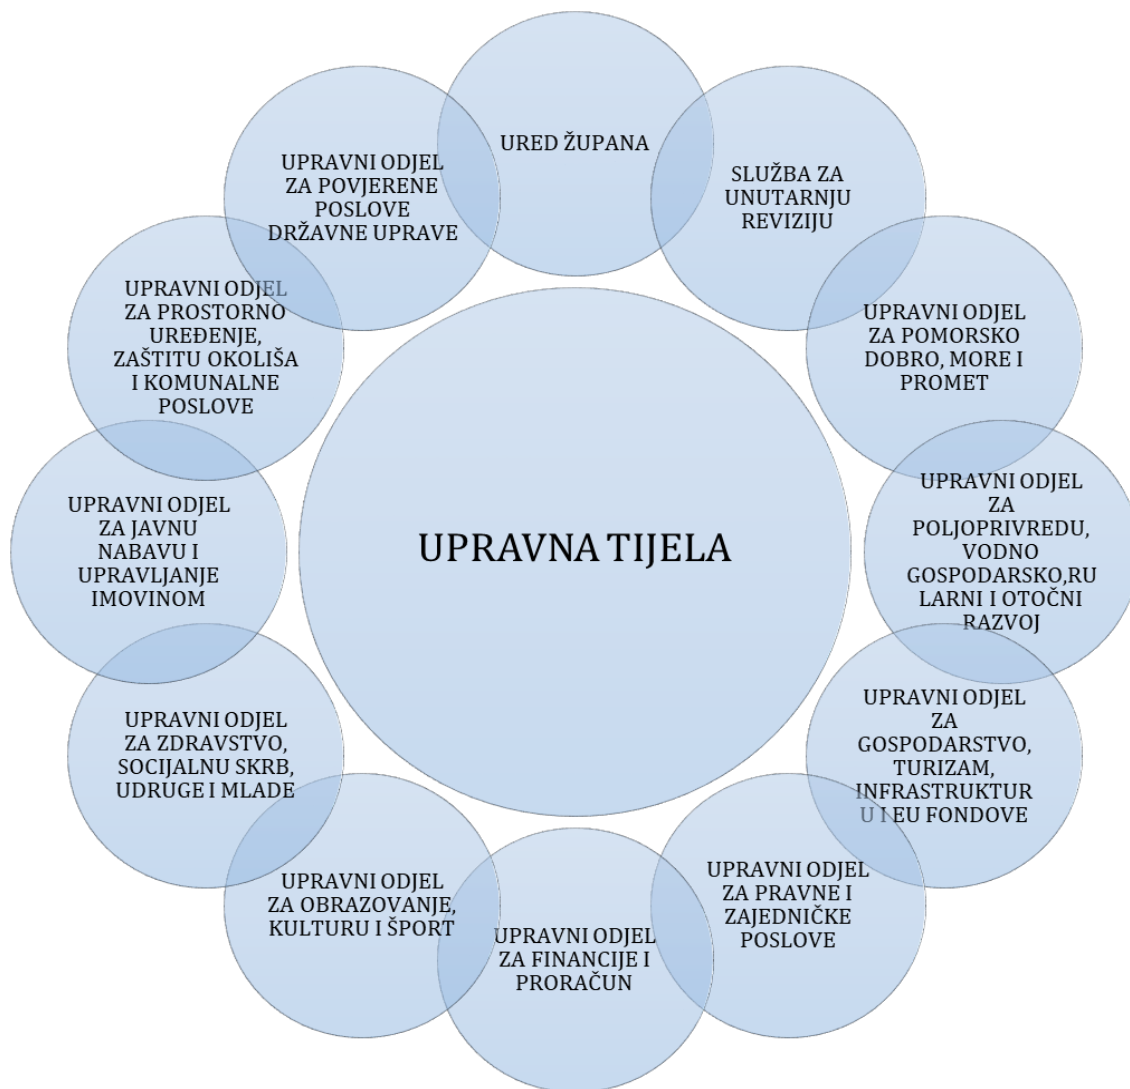 URED ŽUPANA
SLUŽBA ZA
UNUTARNJU
REVIZIJU
UPRAVNI ODJEL
ZA POMORSKO
DOBRO, MORE I
PROMET
UPRAVNI ODJEL
ZA
POLJOPRIVREDU,
VODNO
GOSPODARSKO,RU
LARNI I OTOČNI
RAZVOJ
UPRAVNI ODJEL
ZA
GOSPODARSTVO,
TURIZAM,
INFRASTRUKTUR
U I EU FONDOVE
UPRAVNI ODJEL
ZA PRAVNE I
ZAJEDNIČKE
POSLOVE
UPRAVNI ODJEL
ZA FINANCIJE I
PRORAČUN
UPRAVNI ODJEL
ZA OBRAZOVANJE,
KULTURU I ŠPORT
UPRAVNI ODJEL
ZA ZDRAVSTVO,
SOCIJALNU SKRB,
UDRUGE I MLADE
UPRAVNI ODJEL
ZA JAVNU
NABAVU I
UPRAVLJANJE
IMOVINOM
UPRAVNI ODJEL
ZA PROSTORNO
UREĐENJE,
ZAŠTITU OKOLIŠA
I KOMUNALNE
POSLOVE
UPRAVNI ODJEL
ZA POVJERENE
POSLOVE
DRŽAVNE UPRAVE
UPRAVNA TIJELA